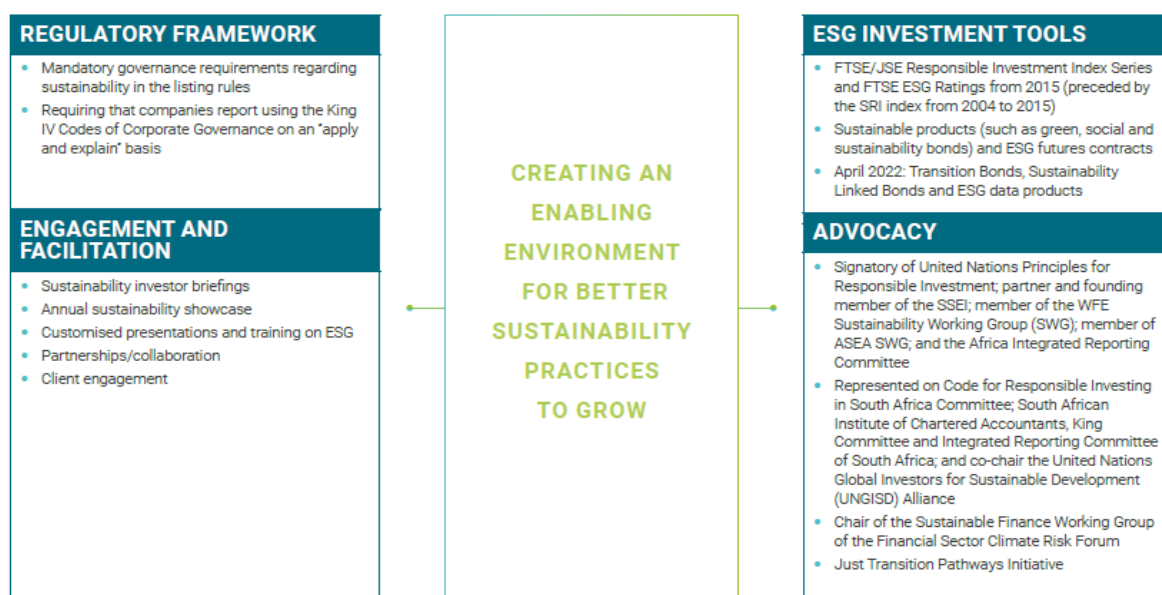 REGULATORY FRAMEWORK
• Mandatory governance requirements regarding
sustainability in the listing rules
• Requiring that companies report using the King
IV Codes of Corporate Governance on an “apply
and explain” basis
ENGAGEMENT AND
FACILITATION
• Sustainability investor briefings
• Annual sustainability showcase
• Customised presentations and training on ESG
• Partnerships/collaboration
• Client engagement
CREATING AN
ENABLING
ENVIRONMENT
FOR BETTER
SUSTAINABILITY
PRACTICES
TO GROW
ESG INVESTMENT TOOLS
• FTSE/JSE Responsible Investment Index Series
and FTSE ESG Ratings from 2015 (preceded by
the SRI index from 2004 to 2015)
• Sustainable products (such as green, social and
sustainability bonds) and ESG futures contracts
• April 2022: Transition Bonds, Sustainability
Linked Bonds and ESG data products
ADVOCACY
• Signatory of United Nations Principles for
Responsible Investment; partner and founding
member of the SSEI; member of the WFE
Sustainability Working Group (SWG); member of
ASEA SWG; and the Africa Integrated Reporting
Committee
• Represented on Code for Responsible Investing
in South Africa Committee; South African
Institute of Chartered Accountants, King
Committee and Integrated Reporting Committee
of South Africa; and co-chair the United Nations
Global Investors for Sustainable Development
(UNGISD) Alliance
• Chair of the Sustainable Finance Working Group
of the Financial Sector Climate Risk Forum
• Just Transition Pathways Initiative